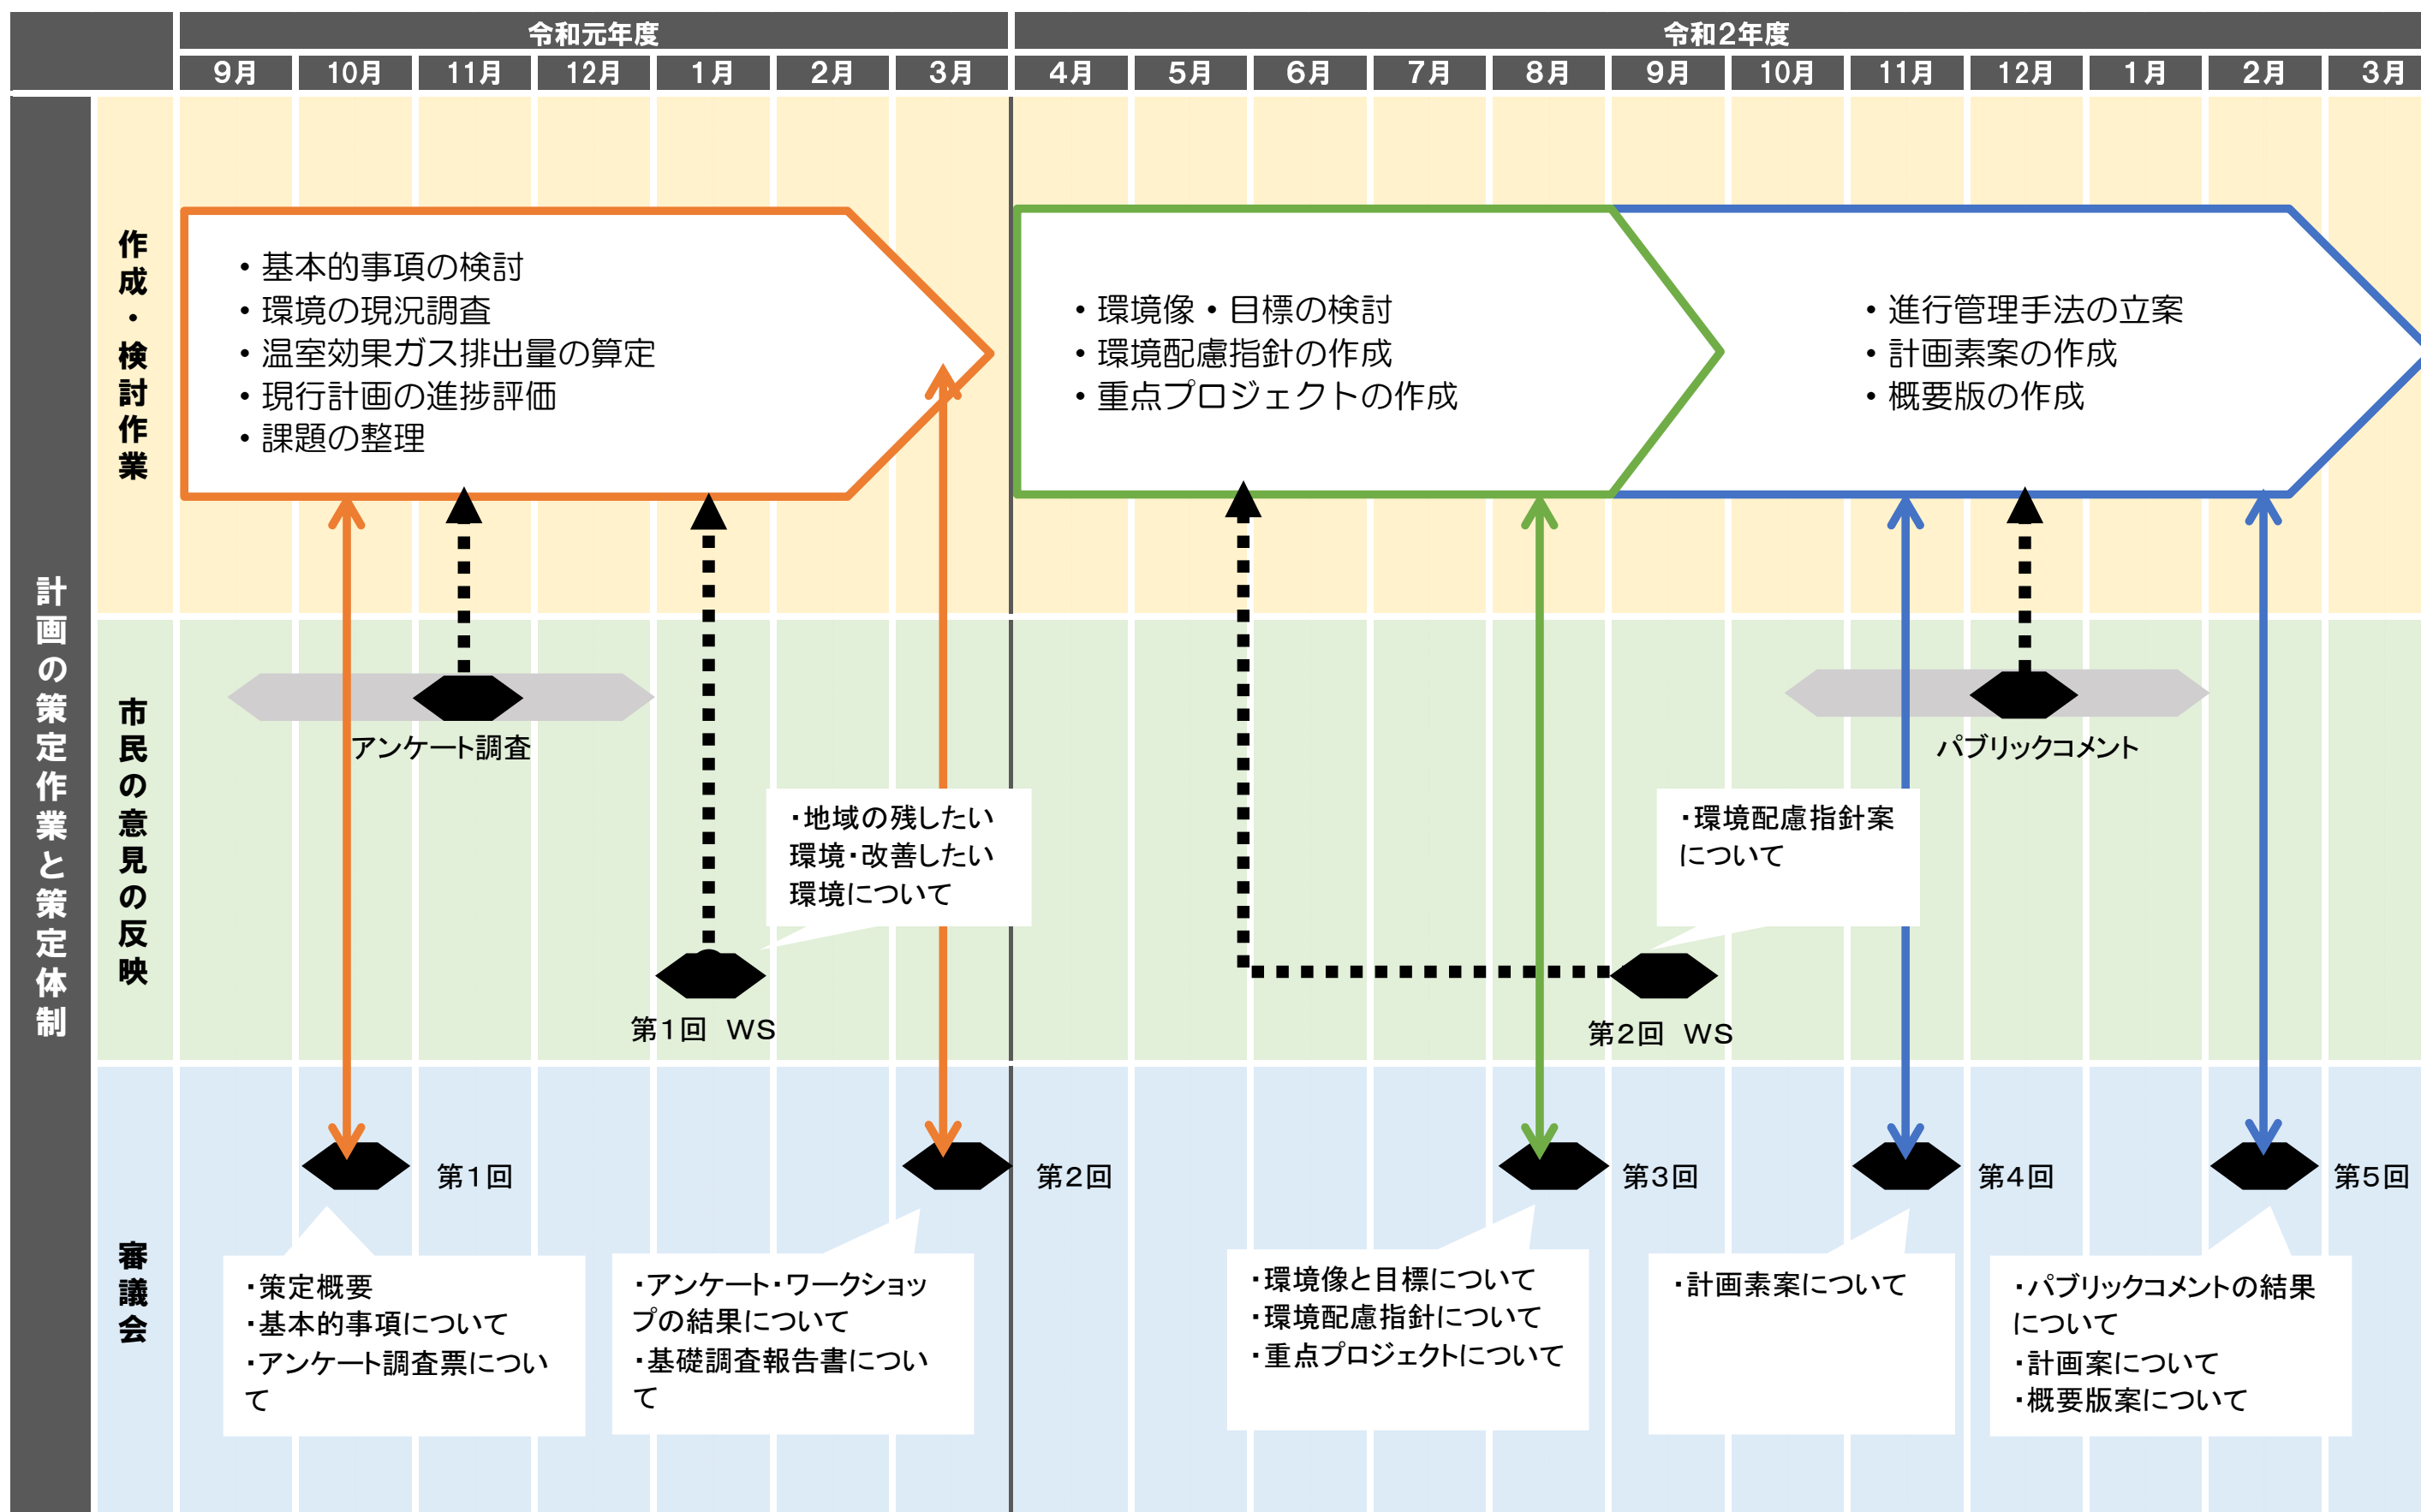 令和元年度
令和2年度
9月
10月
11月
12月
1月
2月
3月
4月
5月
6月
7月
8月
9月
10月
11月
12月
1月
2月
3月
計画の策定作業と策定体制
作成・検討作業
・基本的事項の検討
・環境の現況調査
・温室効果ガス排出量の算定
・現行計画の進捗評価
・課題の整理
・環境像・目標の検討
・環境配慮指針の作成
・重点プロジェクトの作成
・進行管理手法の立案
・計画素案の作成
・概要版の作成
市民の意見の反映
アンケート調査
パブリックコメント
・地域の残したい
環境・改善したい
環境について
・環境配慮指針案
について
第1回 WS
第2回 WS
審議会
第1回
第2回
第3回
第4回
第5回
・策定概要
・基本的事項について
・アンケート調査票につい
て
・アンケート・ワークショッ
プの結果について
・基礎調査報告書につい
て
・環境像と目標について
・環境配慮指針について
・重点プロジェクトについて
・計画素案について
・パブリックコメントの結果
について
・計画案について
・概要版案について